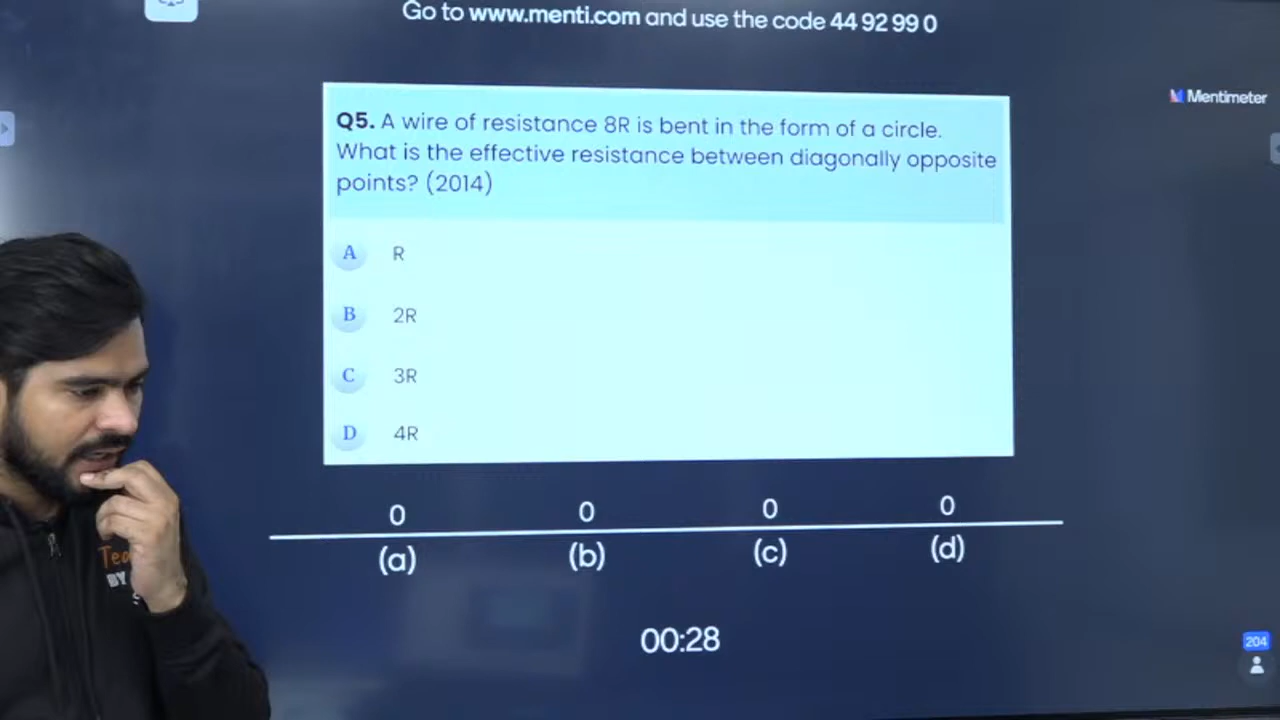 Go to www.menti.com and use the code 44 92 99 0
Mentimeter
Q5. A wire of resistance 8R is bent in the form of a circle.
What is the effective resistance between diagonally opposite
points? (2014)
A R
B 2R
C 3R
D 4R
0 0 0 0
(a) (b) (c) (d)
00:28
204
BY